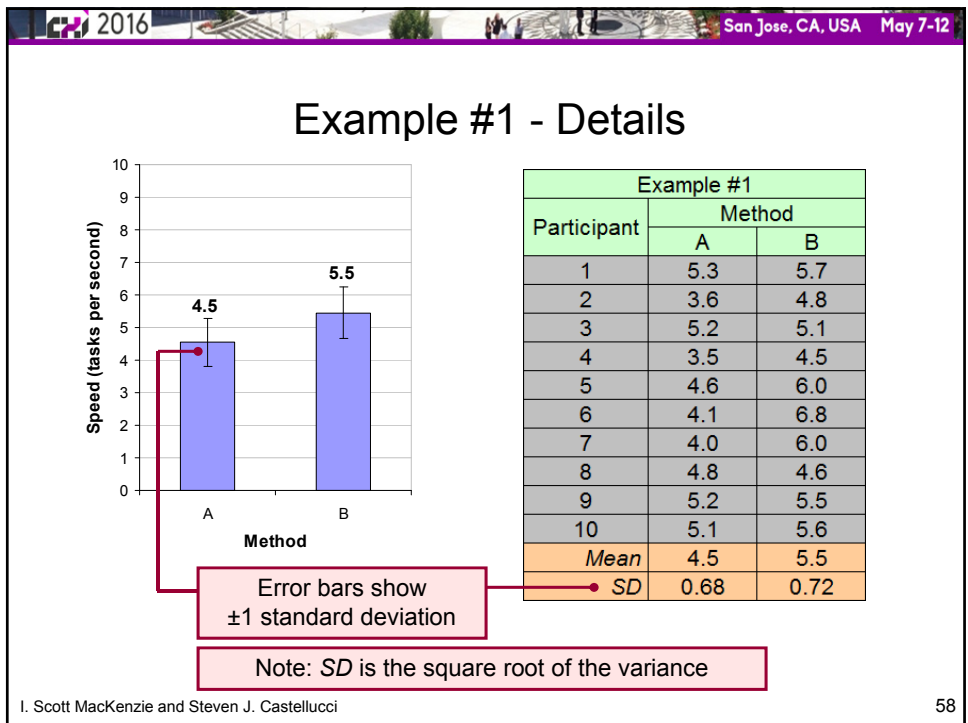 CHI 2016
San Jose, CA, USA May 7-12
Example #1 - Details
10
9
8
7
6
5
4
3
2
1
0
Speed (tasks per second)
4.5
5.5
A B
Method
Example #1
Participant Method
A B
1 5.3 5.7
2 3.6 4.8
3 5.2 5.1
4 3.5 4.5
5 4.6 6.0
6 4.1 6.8
7 4.0 6.0
8 4.8 4.6
9 5.2 5.5
10 5.1 5.6
Mean 4.5 5.5
SD 0.68 0.72
Error bars show
±1 standard deviation
Note: SD is the square root of the variance
I. Scott MacKenzie and Steven J. Castellucci
58